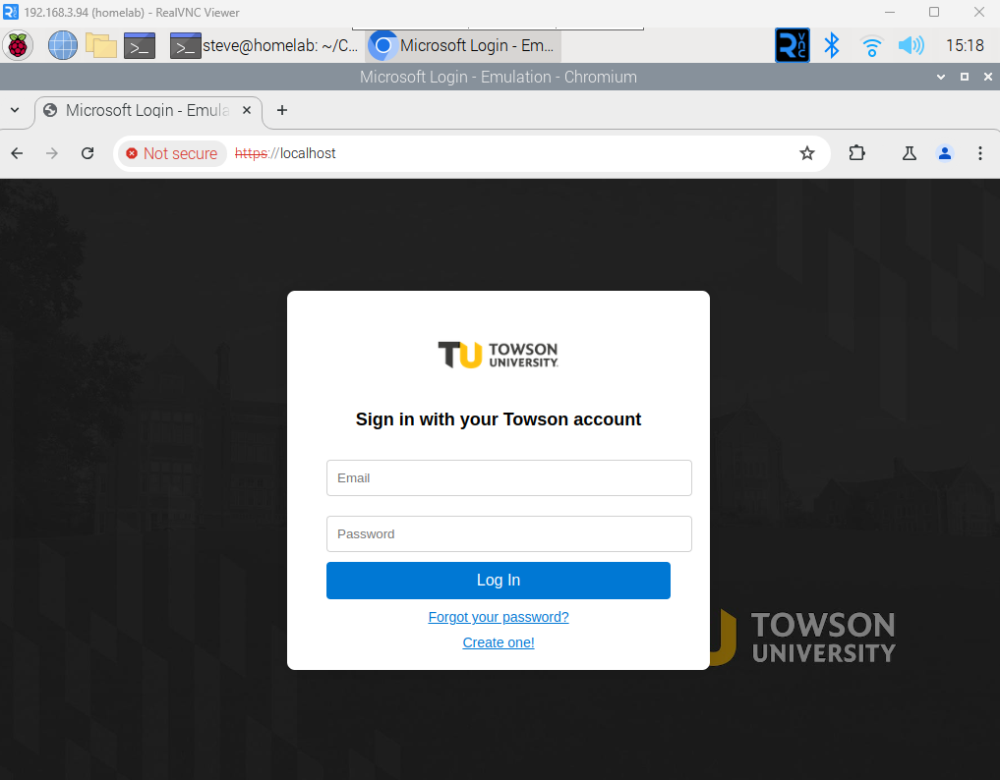 192.168.3.94 (homelab) - RealVNC Viewer
steve@homelab: ~/C...
Microsoft Login - Em...
15:18
Microsoft Login - Emulation - Chromium
Microsoft Login - Emula
Not secure
https://localhost
TU TOWSON
UNIVERSITY.
Sign in with your Towson account
Email
Password
Log In
Forgot your password?
Create one!
TOWSON
UNIVERSITY